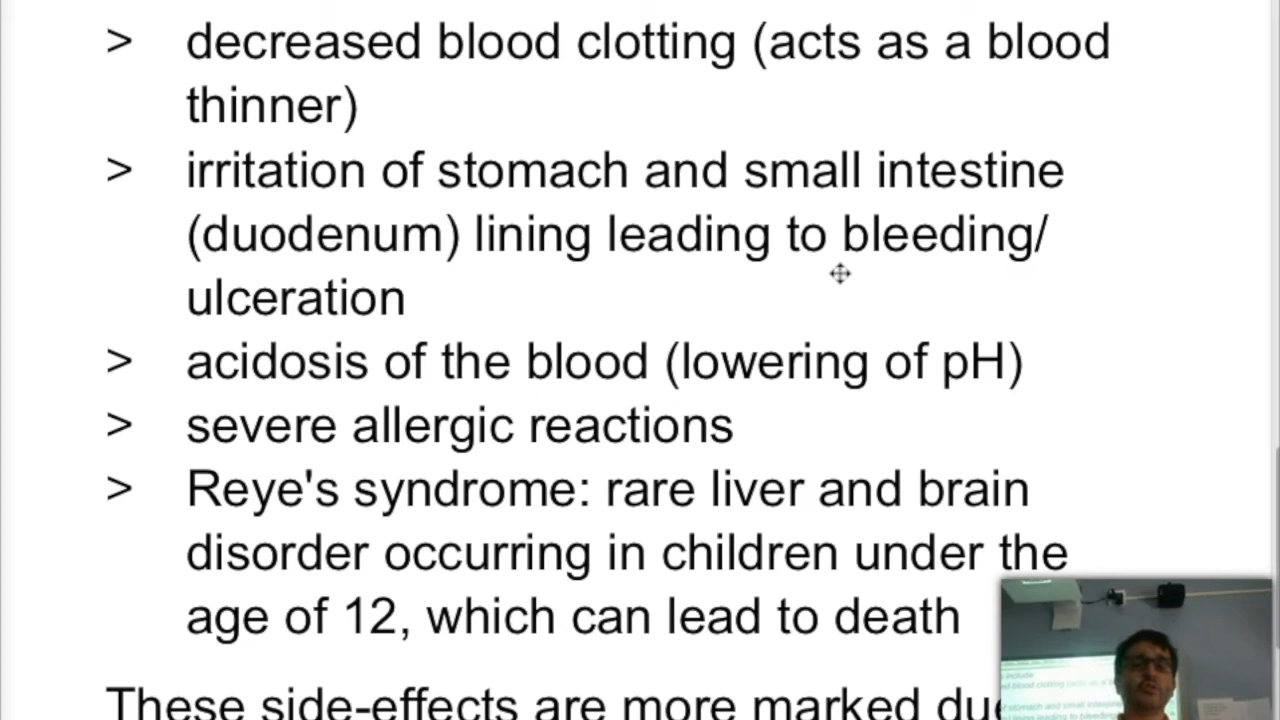 > decreased blood clotting (acts as a blood
thinner)
> irritation of stomach and small intestine
(duodenum) lining leading to bleeding/
ulceration
> acidosis of the blood (lowering of pH)
> severe allergic reactions
> Reye's syndrome: rare liver and brain
disorder occurring in children under the
age of 12, which can lead to death
These side-effects are more marked